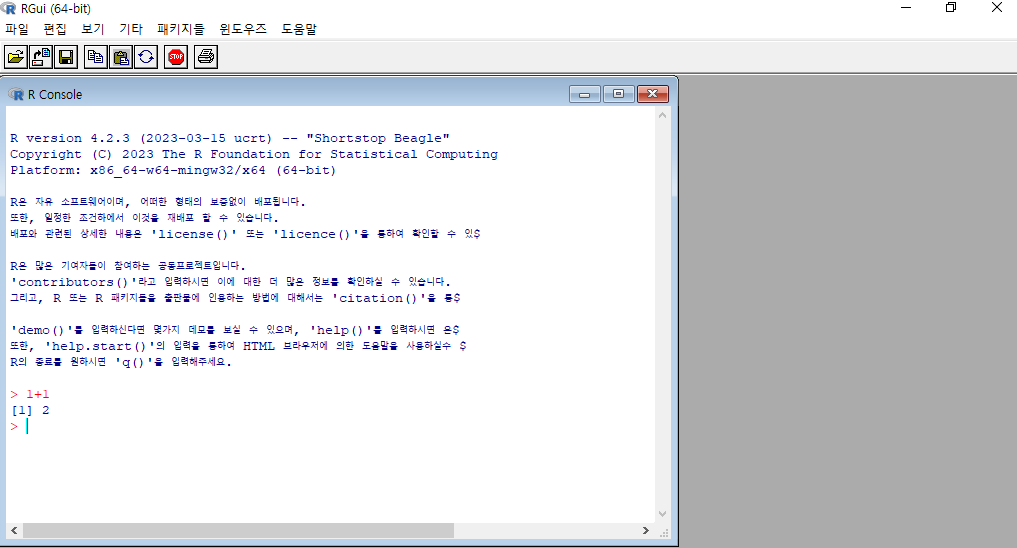 RGui (64-bit)
파일 편집 보기 기타 패키지들 윈도우즈 도움말
STOP
R Console
R version 4.2.3 (2023-03-15 ucrt) -- "Shortstop Beagle"
Copyright (C) 2023 The R Foundation for Statistical Computing
Platform: x86_64-w64-mingw32/x64 (64-bit)
R은 자유 소프트웨어이며, 어떠한 형태의 보증없이 배포됩니다.
또한, 일정한 조건하에서 이것을 재배포 할 수 있습니다.
배포와 관련된 상세한 내용은 'license()' 또는 'licence()'을 통하여 확인할 수 있$
R은 많은 기여자들이 참여하는 공동프로젝트입니다.
'contributors()'라고 입력하시면 이에 대한 더 많은 정보를 확인하실 수 있습니다.
그리고, R 또는 R 패키지들을 출판물에 인용하는 방법에 대해서는 'citation()'을 통$
'demo()'를 입력하신다면 몇가지 데모를 보실 수 있으며, 'help()'를 입력하시면 온$
또한, 'help.start()'의 입력을 통하여 HTML 브라우저에 의한 도움말을 사용하실수 $
R의 종료를 원하시면 'q()'을 입력해주세요.
> 1+1
[1] 2
>